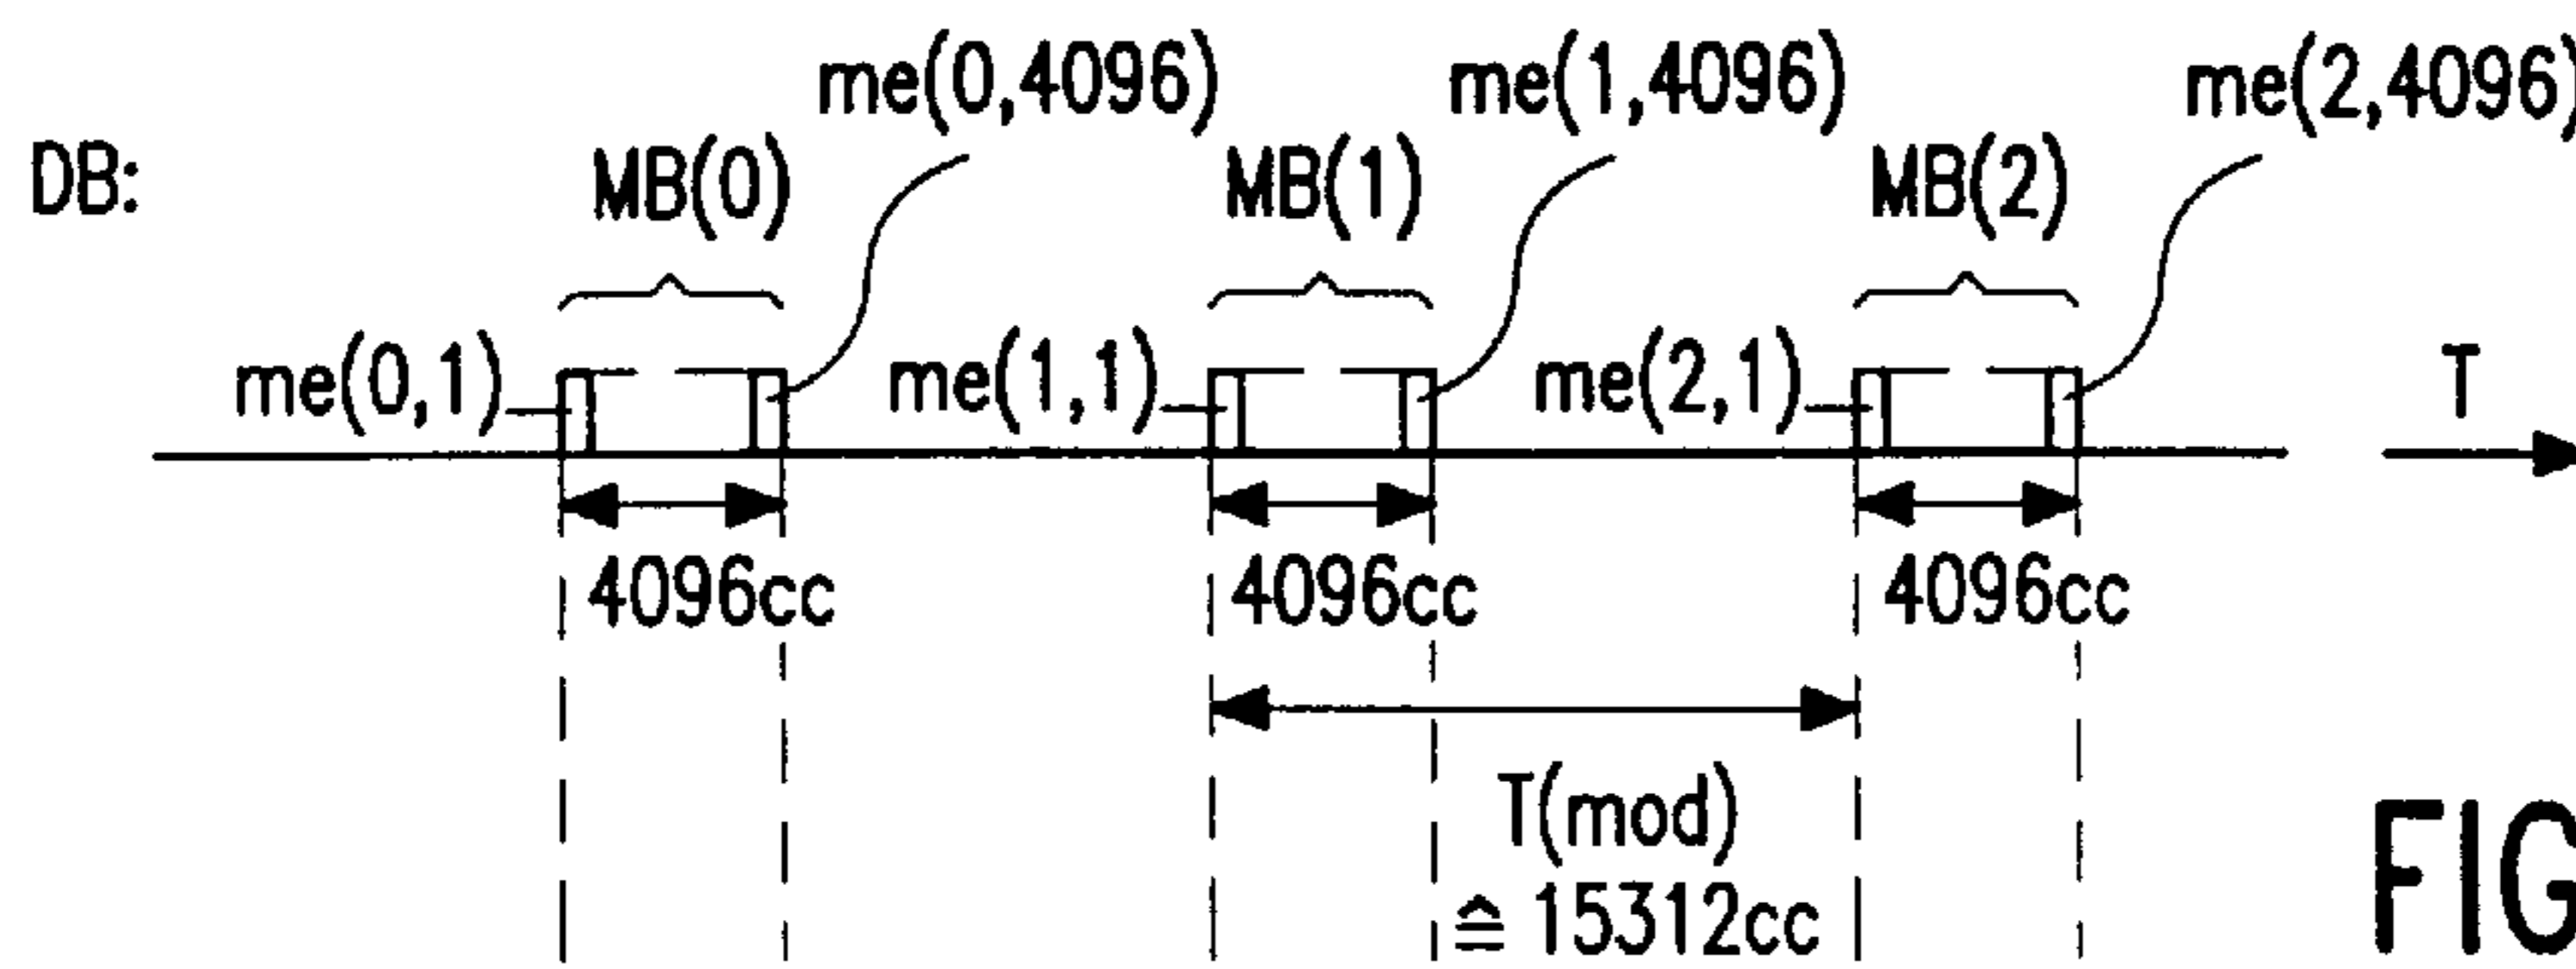 me(0,4096) me(1,4096) me(2,4096)
DB: MB(0) MB(1) MB(2)
me(0,1) me(1,1) me(2,1) T
4096cc 4096cc 4096cc
T(mod)
≙ 15312cc
FIG